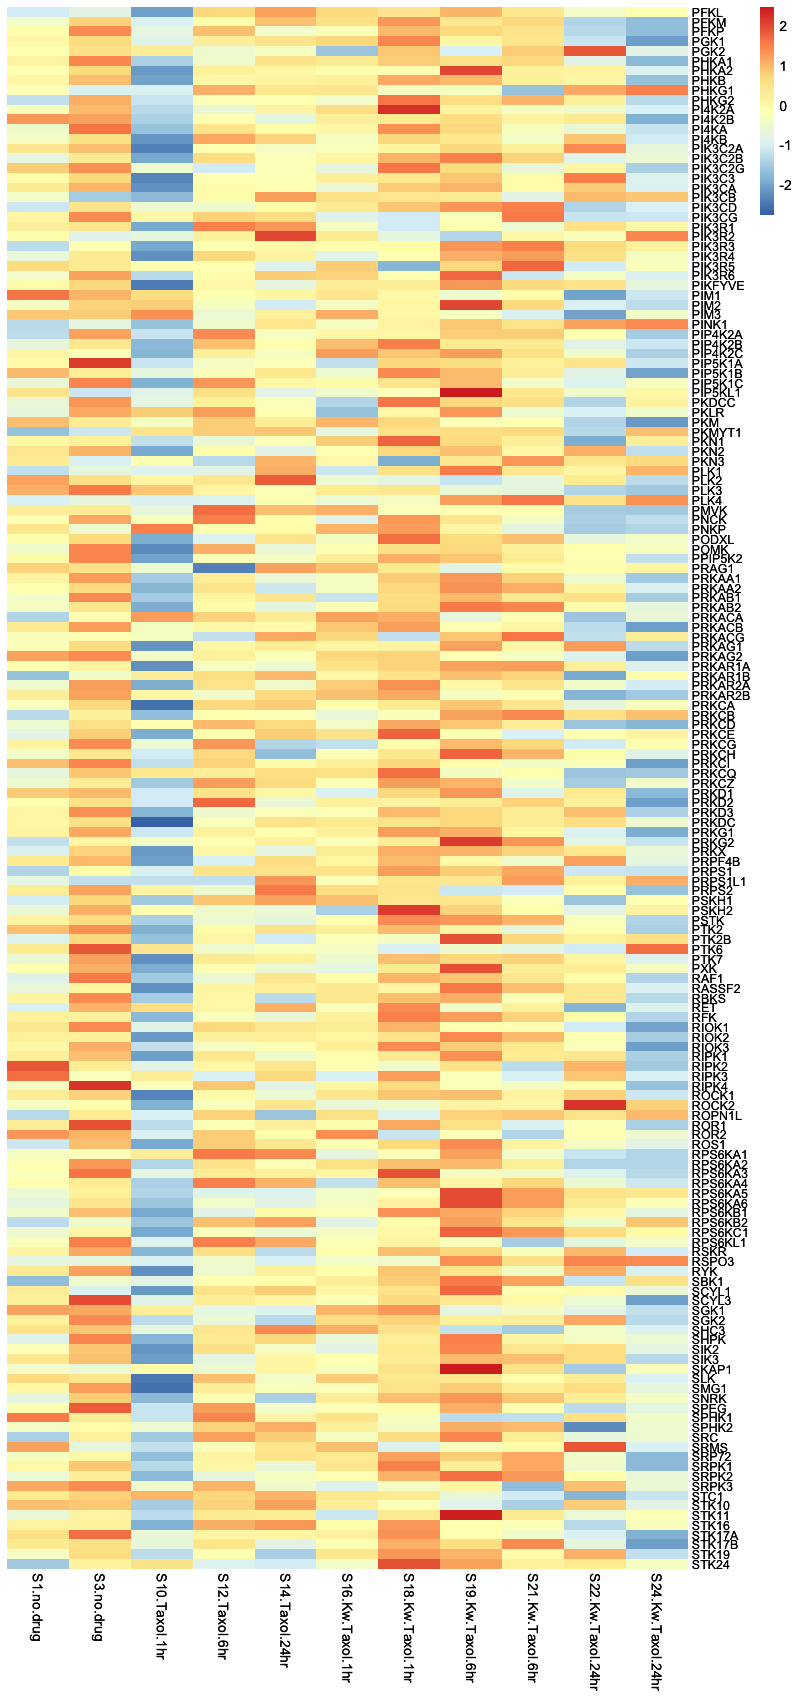 PFKL
PFKM
PFKP
PGK1
PGK2
PHKA1
PHKA2
PHKB
PHKG1
PHKG2
PI4K2A
PI4K2B
PI4KA
PI4KB
PIK3C2A
PIK3C2B
PIK3C2G
PIK3C3
PIK3CA
PIK3CB
PIK3CD
PIK3CG
PIK3R1
PIK3R2
PIK3R3
PIK3R4
PIK3R5
PIK3R6
PIKFYVE
PIM1
PIM2
PIM3
PINK1
PIP4K2A
PIP4K2B
PIP4K2C
PIP5K1A
PIP5K1B
PIP5K1C
PIP5KL1
PKDCC
PKLR
PKM
PKMYT1
PKN1
PKN2
PKN3
PLK1
PLK2
PLK3
PLK4
PMVK
PNCK
PNKP
PODXL
POMK
PPIP5K2
PRAG1
PRKAA1
PRKAA2
PRKAB1
PRKAB2
PRKACA
PRKACB
PRKACG
PRKAG1
PRKAG2
PRKAR1A
PRKAR1B
PRKAR2A
PRKAR2B
PRKCA
PRKCB
PRKCD
PRKCE
PRKCG
PRKCH
PRKCI
PRKCQ
PRKCZ
PRKD1
PRKD2
PRKD3
PRKDC
PRKG1
PRKG2
PRKX
PRPF4B
PRPS1
PRPS1L1
PRPS2
PSKH1
PSKH2
PSTK
PTK2
PTK2B
PTK6
PTK7
PXK
RAF1
RASSF2
RBKS
RET
RFK
RIOK1
RIOK2
RIOK3
RIPK1
RIPK2
RIPK3
RIPK4
ROCK1
ROCK2
ROPN1L
ROR1
ROR2
ROS1
RPS6KA1
RPS6KA2
RPS6KA3
RPS6KA4
RPS6KA5
RPS6KA6
RPS6KB1
RPS6KB2
RPS6KC1
RPS6KL1
RSKR
RSPO3
RYK
SBK1
SCYL1
SCYL3
SGK1
SGK2
SHC3
SHPK
SIK2
SIK3
SKAP1
SLK
SMG1
SNRK
SPEG
SPHK1
SPHK2
SRC
SRMS
SRP72
SRPK1
SRPK2
SRPK3
STC1
STK10
STK11
STK16
STK17A
STK17B
STK19
STK24
2
1
0
-1
-2
S1.no.drug
S3.no.drug
S10.Taxol.1hr
S12.Taxol.6hr
S14.Taxol.24hr
S16.Kw.Taxol.1hr
S18.Kw.Taxol.1hr
S19.Kw.Taxol.6hr
S21.Kw.Taxol.6hr
S22.Kw.Taxol.24hr
S24.Kw.Taxol.24hr